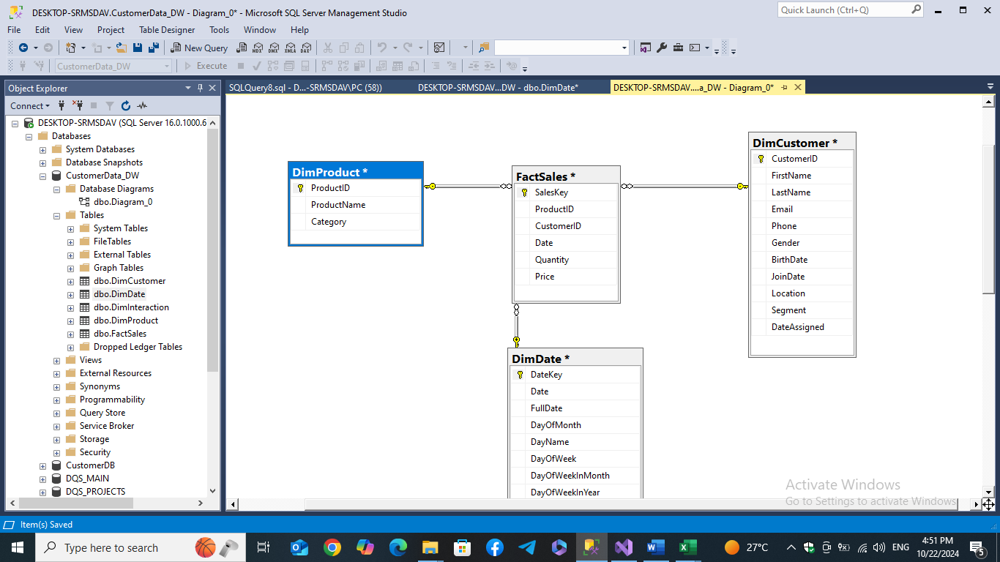 DESKTOP-SRMSDAV.CustomerData_DW - Diagram_0* - Microsoft SQL Server Management Studio
Quick Launch (Ctrl+Q)
File Edit View Project Table Designer Tools Window Help
New Query MDX DMX XMLA DAX
CustomerData_DW Execute
Object Explorer
SQLQuery8.sql - D...-SRMSDAV\PC (58)) DESKTOP-SRMSDAV...DW - dbo.DimDate* DESKTOP-SRMSDAV....a_DW - Diagram_0*
Connect
DESKTOP-SRMSDAV (SQL Server 16.0.1000.6
Databases
System Databases
Database Snapshots
CustomerData_DW
Database Diagrams
dbo.Diagram_0
Tables
System Tables
FileTables
External Tables
Graph Tables
dbo.DimCustomer
dbo.DimDate
dbo.DimInteraction
dbo.DimProduct
dbo.FactSales
Dropped Ledger Tables
Views
External Resources
Synonyms
Programmability
Query Store
Service Broker
Storage
Security
CustomerDB
DQS_MAIN
DQS_PROJECTS
DimProduct *
ProductID
ProductName
Category
FactSales *
SalesKey
ProductID
CustomerID
Date
Quantity
Price
DimCustomer *
CustomerID
FirstName
LastName
Email
Phone
Gender
BirthDate
JoinDate
Location
Segment
DateAssigned
DimDate *
DateKey
Date
FullDate
DayOfMonth
DayName
DayOfWeek
DayOfWeekInMonth
DayOfWeekInYear
Activate Windows
Go to Settings to activate Windows.
Item(s) Saved
Type here to search
27°C
ENG
4:51 PM
10/22/2024
5